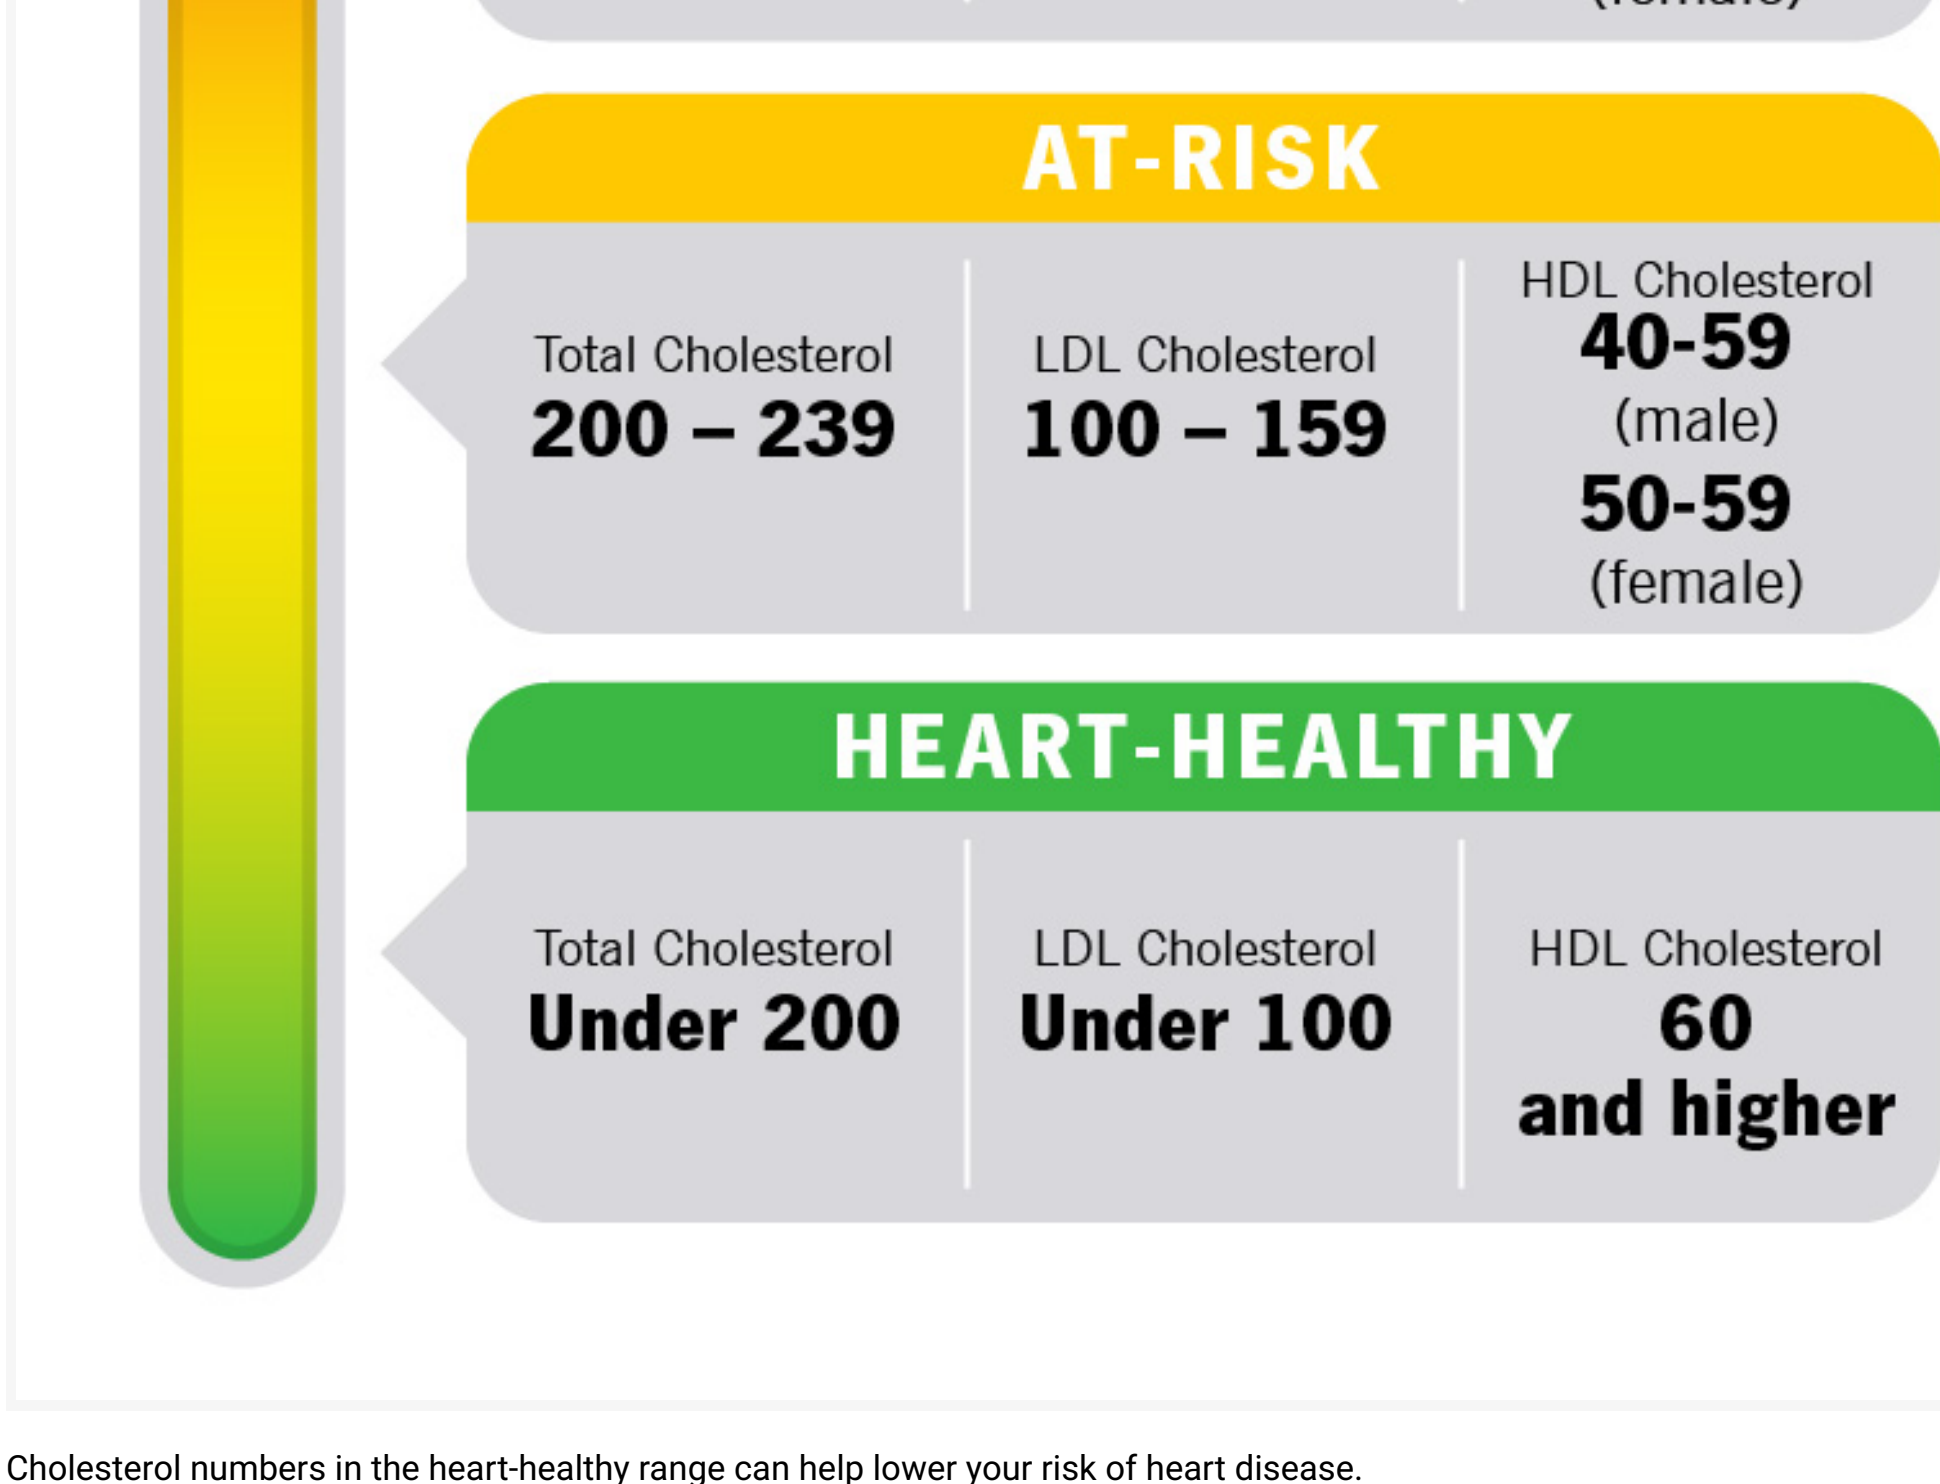 (female)
AT-RISK
Total Cholesterol
200 – 239
LDL Cholesterol
100 – 159
HDL Cholesterol
40-59
(male)
50-59
(female)
HEART-HEALTHY
Total Cholesterol
Under 200
LDL Cholesterol
Under 100
HDL Cholesterol
60
and higher
Cholesterol numbers in the heart-healthy range can help lower your risk of heart disease.